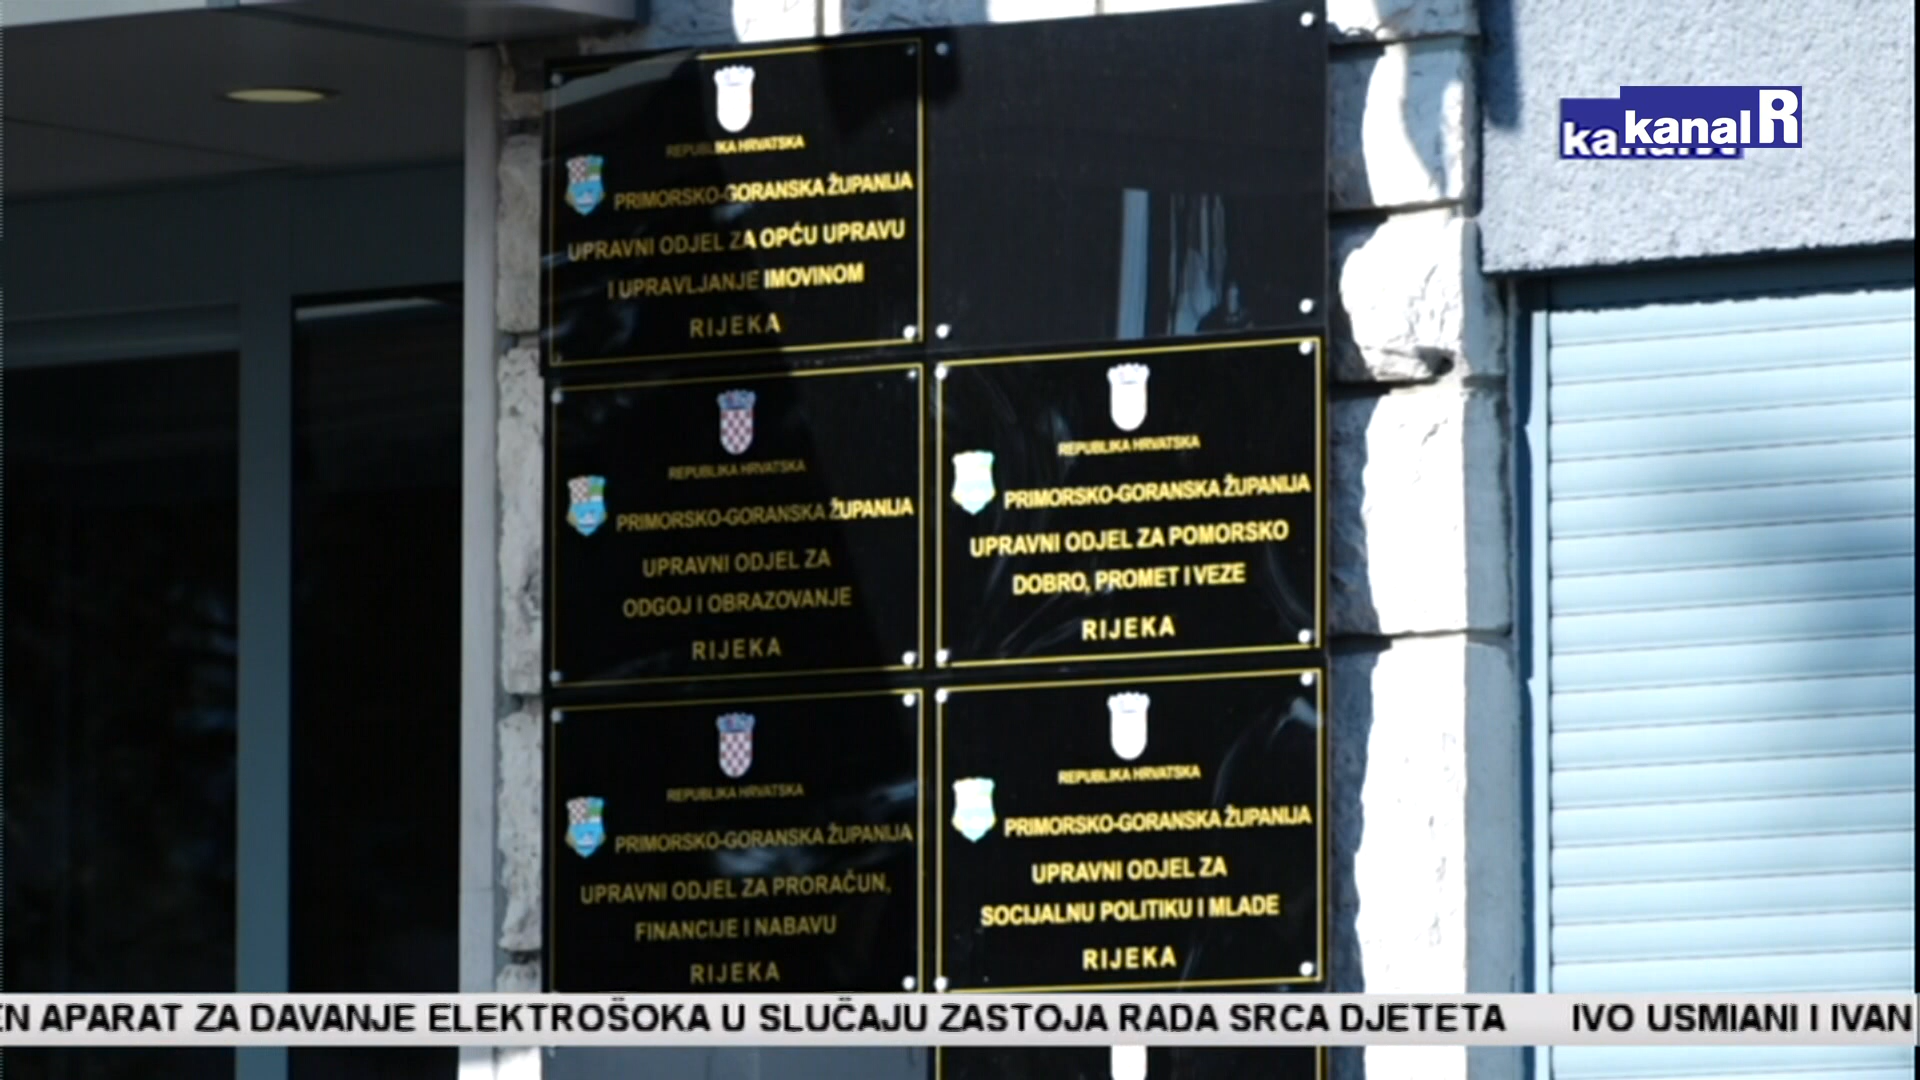 REPUBLIKA HRVATSKA
PRIMORSKO-GORANSKA ŽUPANIJA
UPRAVNI ODJEL ZA OPĆU UPRAVU
I UPRAVLJANJE IMOVINOM
RIJEKA
REPUBLIKA HRVATSKA
PRIMORSKO-GORANSKA ŽUPANIJA
UPRAVNI ODJEL ZA
ODGOJ I OBRAZOVANJE
RIJEKA
REPUBLIKA HRVATSKA
PRIMORSKO-GORANSKA ŽUPANIJA
UPRAVNI ODJEL ZA POMORSKO
DOBRO, PROMET I VEZE
RIJEKA
REPUBLIKA HRVATSKA
PRIMORSKO-GORANSKA ŽUPANIJA
UPRAVNI ODJEL ZA PRORAČUN,
FINANCIJE I NABAVU
RIJEKA
REPUBLIKA HRVATSKA
PRIMORSKO-GORANSKA ŽUPANIJA
UPRAVNI ODJEL ZA
SOCIJALNU POLITIKU I MLADE
RIJEKA
kanal R
EN APARAT ZA DAVANJE ELEKTROŠOKA U SLUČAJU ZASTOJA RADA SRCA DJETETA IVO USMIANI I IVAN